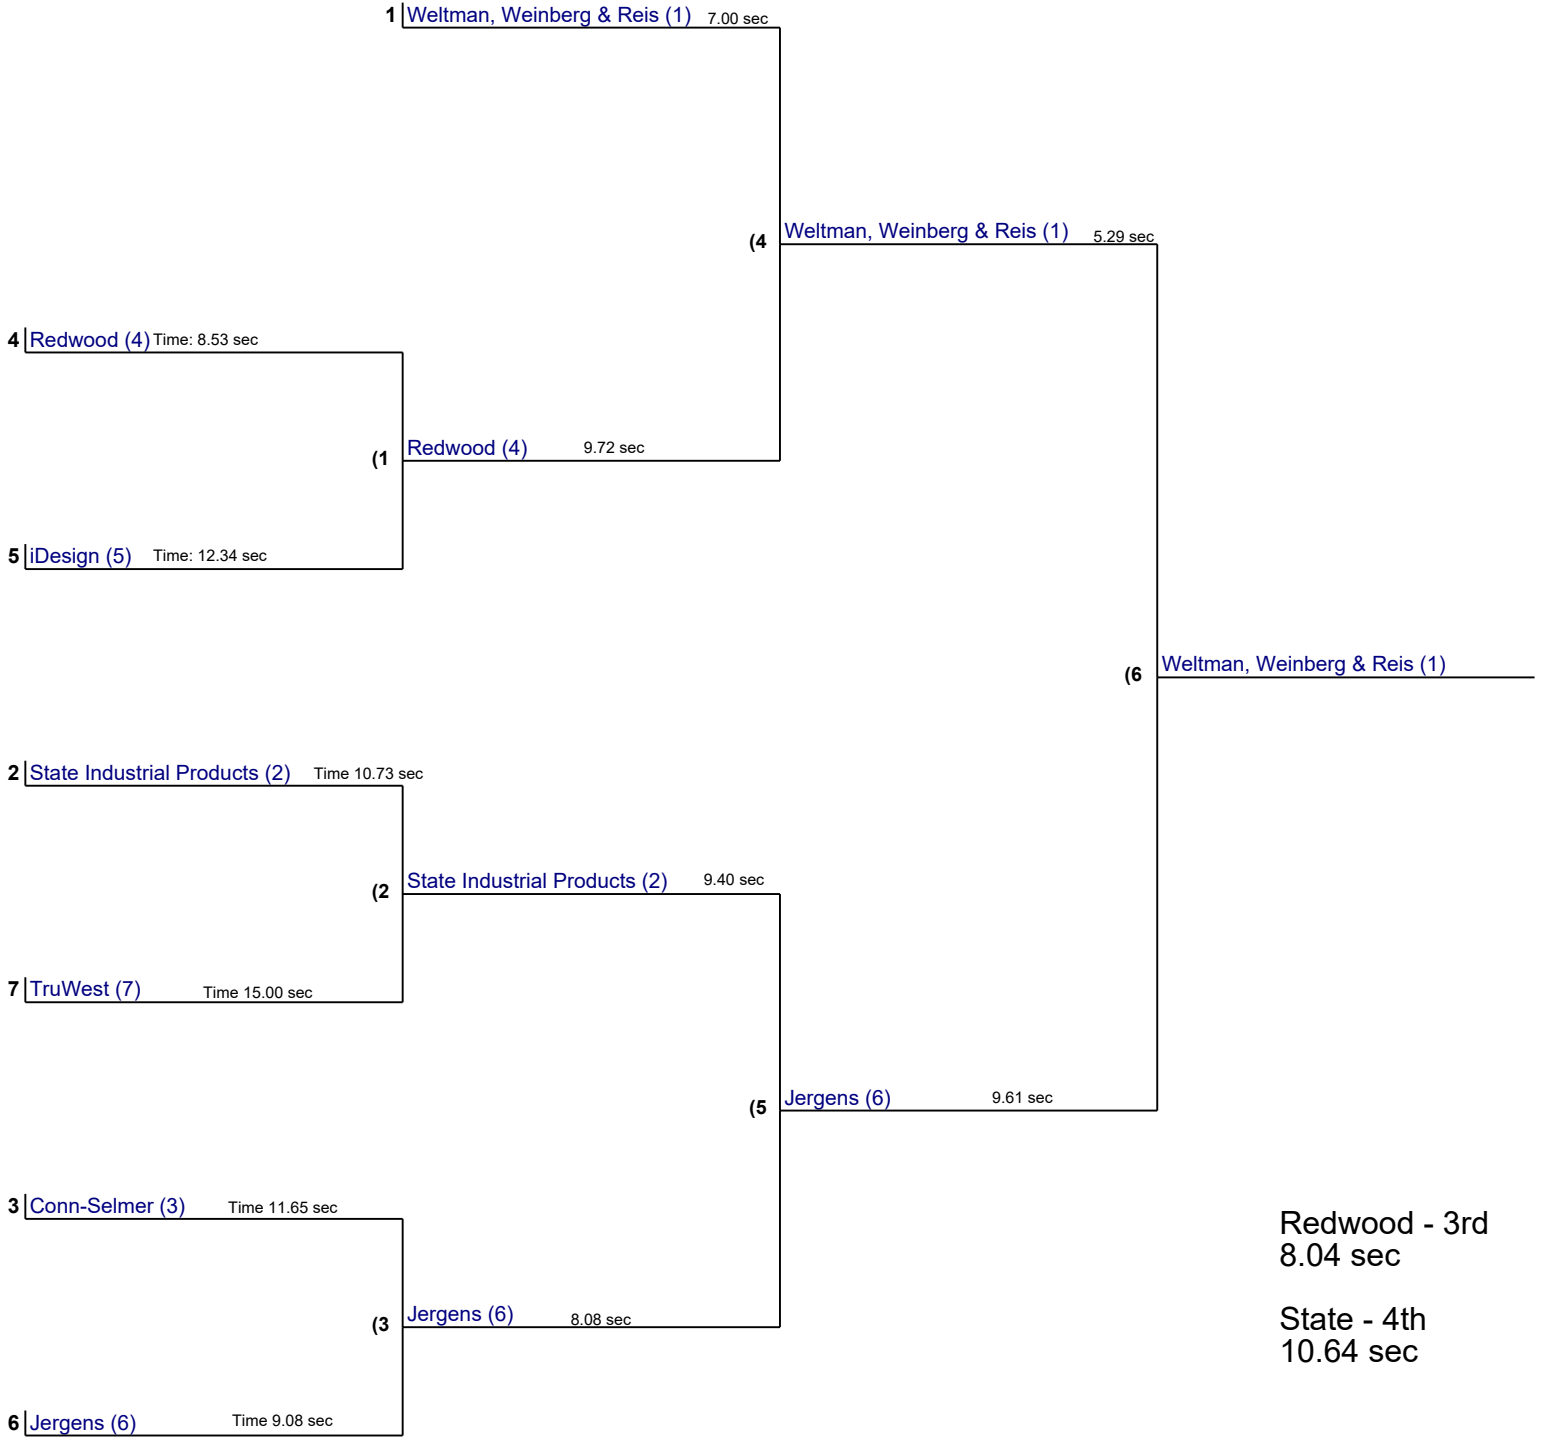 1 Weltman, Weinberg & Reis (1) 7.00 sec
(4 Weltman, Weinberg & Reis (1) 5.29 sec
4 Redwood (4) Time: 8.53 sec
(1 Redwood (4) 9.72 sec
5 iDesign (5) Time: 12.34 sec
(6 Weltman, Weinberg & Reis (1)
2 State Industrial Products (2) Time 10.73 sec
(2 State Industrial Products (2) 9.40 sec
7 TruWest (7) Time 15.00 sec
(5 Jergens (6) 9.61 sec
3 Conn-Selmer (3) Time 11.65 sec
(3 Jergens (6) 8.08 sec
6 Jergens (6) Time 9.08 sec
Redwood - 3rd
8.04 sec
State - 4th
10.64 sec